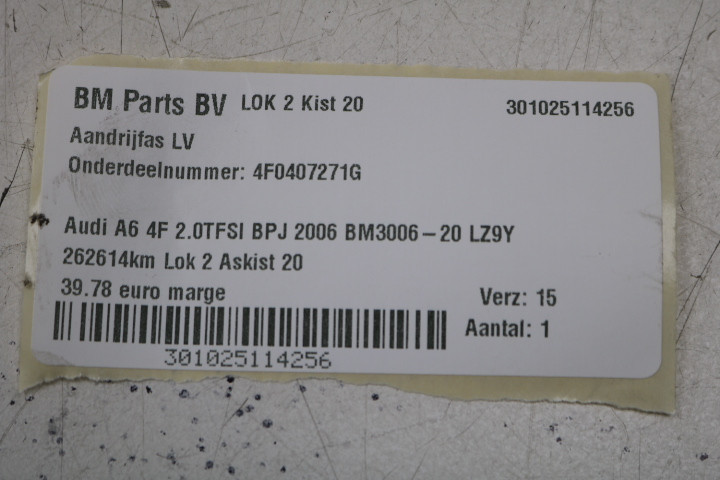 BM Parts BV LOK 2 Kist 20 301025114256
Aandrijfas LV
Onderdeelnummer: 4F0407271G
Audi A6 4F 2.0TFSI BPJ 2006 BM3006-20 LZ9Y
262614km Lok 2 Askist 20
39.78 euro marge Verz: 15
Aantal: 1
301025114256